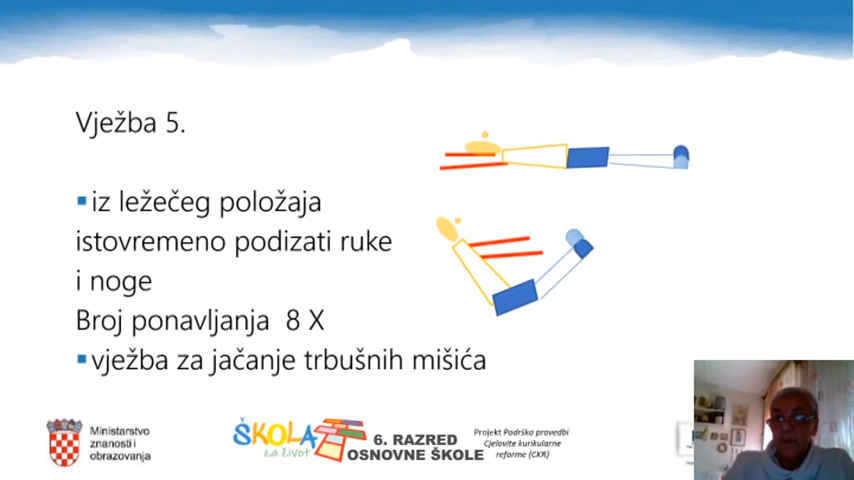 Vježba 5.
▪ iz ležečeg položaja
istovremeno podizati ruke
i noge
Broj ponavljanja 8 X
▪ vježba za jačanje trbušnih mišića
Ministarstvo
znanosti i
obrazovanja
ŠKOLA
za život
6. RAZRED
OSNOVNE ŠKOLE
Projekt Podrška provedbi
Cjelovite kurikularne
reforme (CKR)